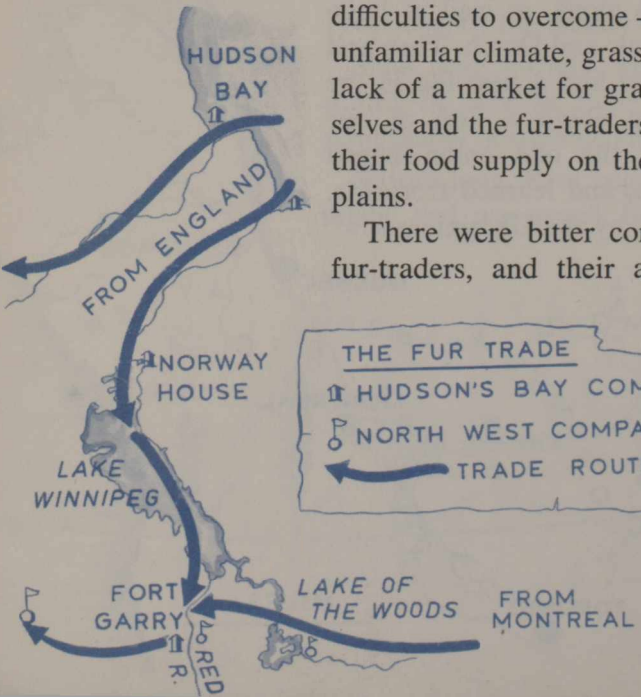 difficulties to overcome -
unfamiliar climate, grass
lack of a market for gra
selves and the fur-traders
their food supply on the
plains.
There were bitter con
fur-traders, and their a
HUDSON
BAY
FROM ENGLAND
NORWAY
HOUSE
THE FUR TRADE
HUDSON'S BAY COM
NORTH WEST COMPA
TRADE ROUT
LAKE
WINNIPEG
FORT
GARRY
R.
RED
LAKE OF
THE WOODS
FROM
MONTREAL